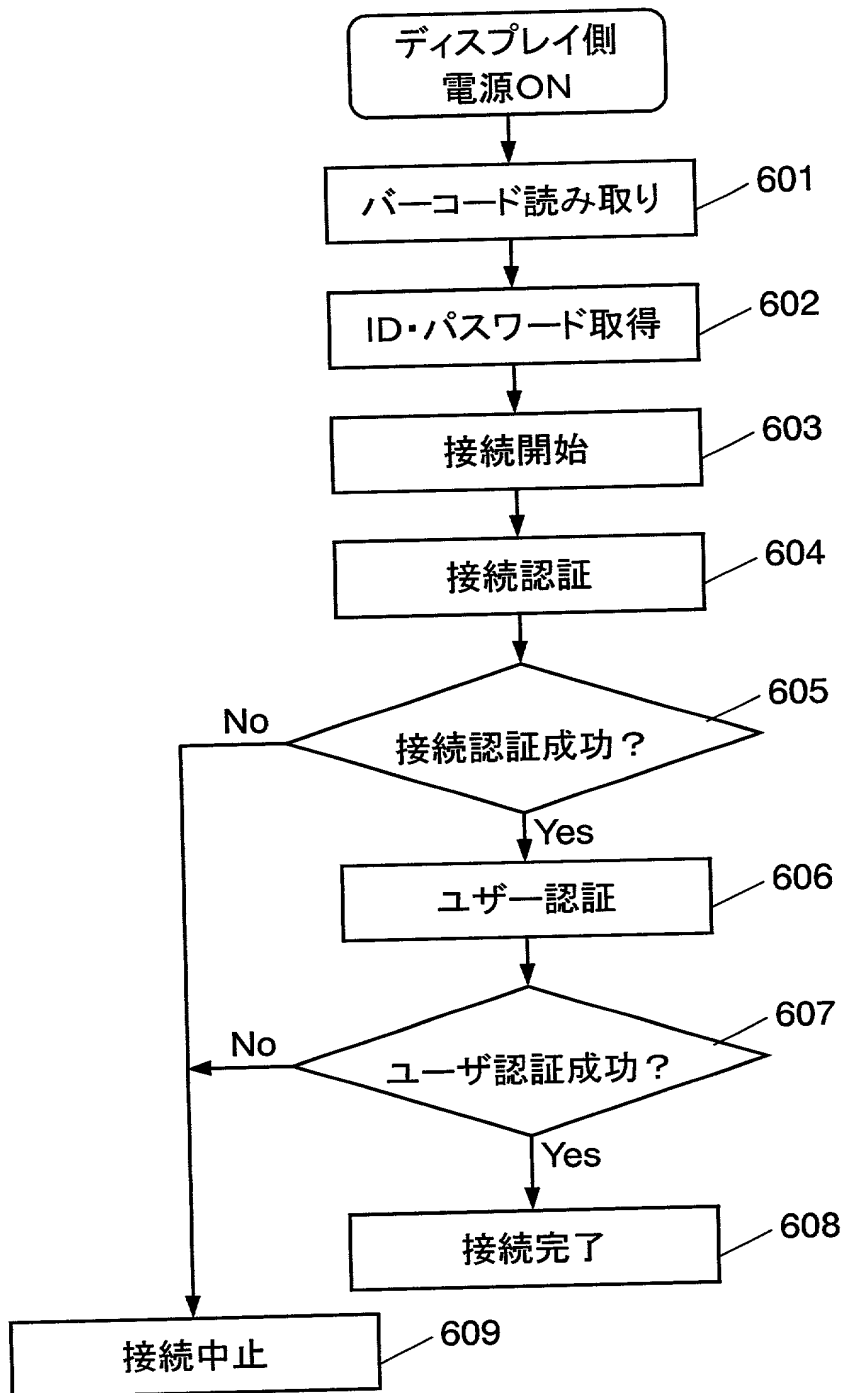 ディスプレイ側
電源ON
バーコード読み取り
601
ID・パスワード取得
602
接続開始
603
接続認証
604
接続認証成功？
605
No
Yes
ユザー認証
606
ユーザ認証成功？
607
No
Yes
接続完了
608
接続中止
609